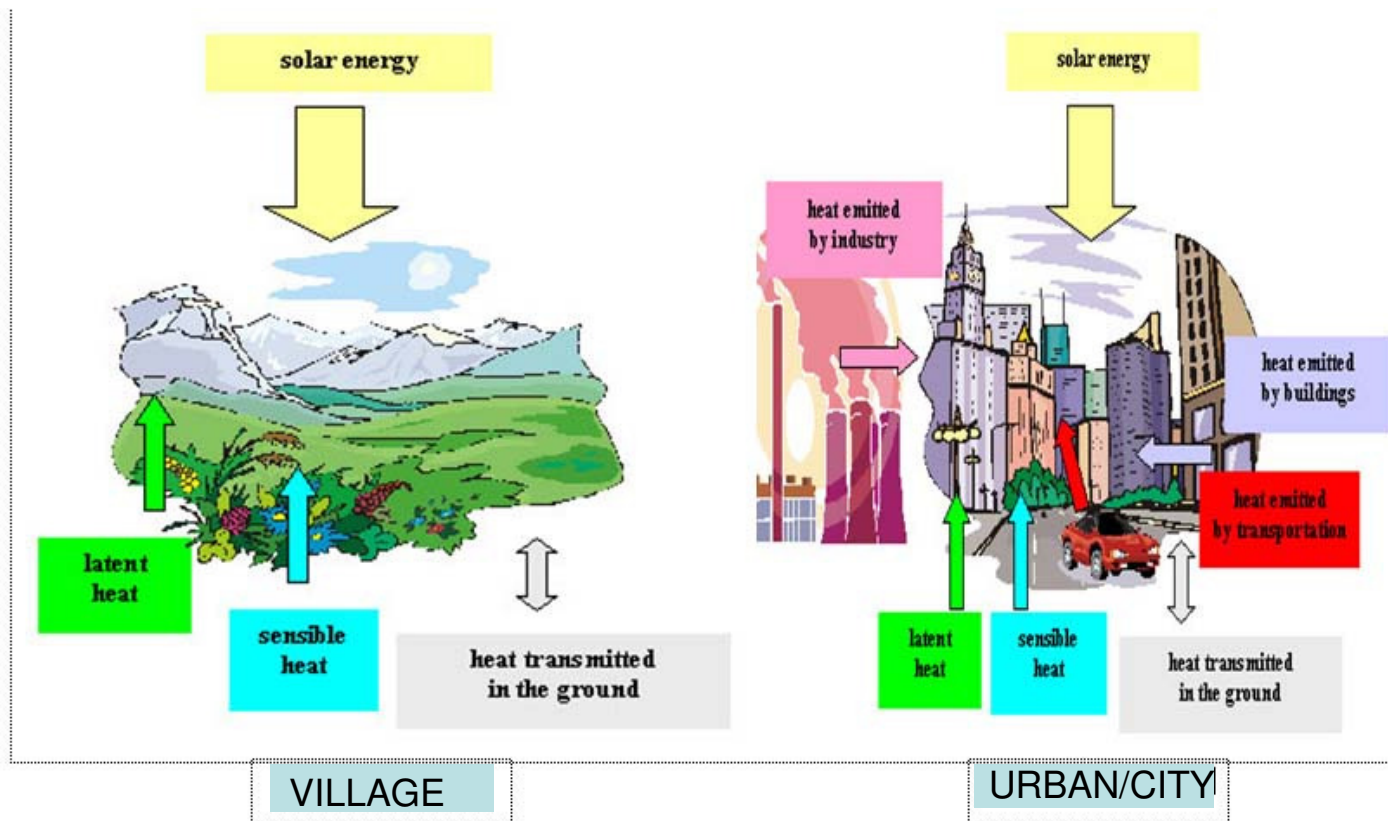 solar energy
latent
heat
sensible
heat
heat transmitted
in the ground
VILLAGE
solar energy
heat emitted
by industry
heat emitted
by buildings
heat emitted
by transportation
latent
heat
sensible
heat
heat transmitted
in the ground
URBAN/CITY